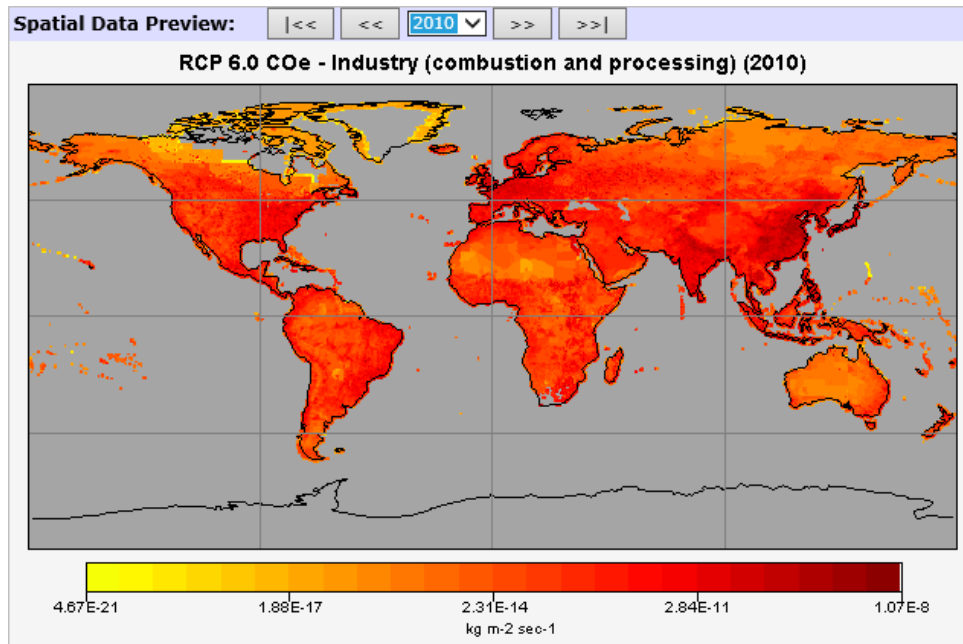 Spatial Data Preview: |<< << 2010 >> >>|
RCP 6.0 COe - Industry (combustion and processing) (2010)
4.67E-21 1.88E-17 2.31E-14 2.84E-11 1.07E-8
kg m-2 sec-1